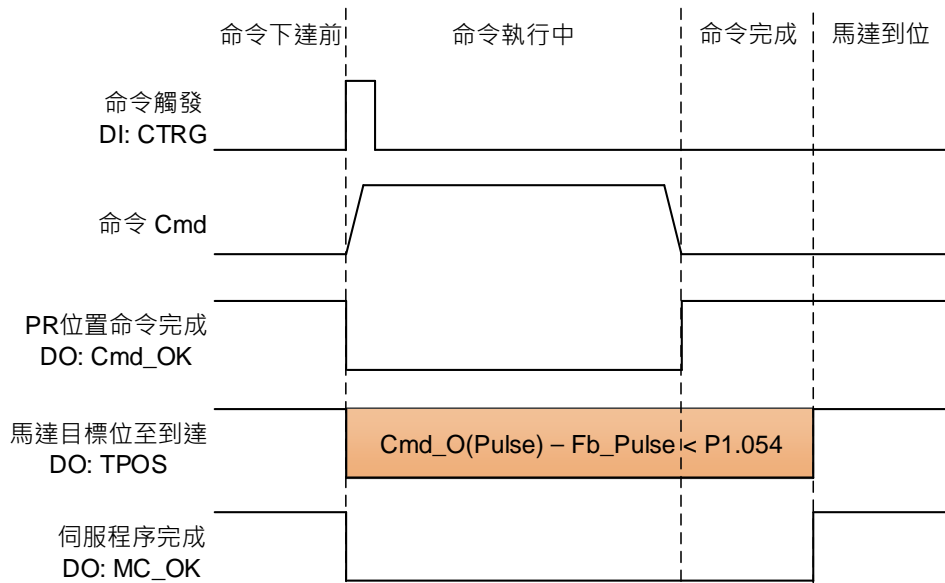 命令下達前 命令執行中 命令完成 馬達到位
命令觸發
DI: CTRG
命令 Cmd
PR位置命令完成
DO: Cmd_OK
馬達目標位至到達
DO: TPOS
Cmd_O(Pulse) – Fb_Pulse < P1.054
伺服程序完成
DO: MC_OK